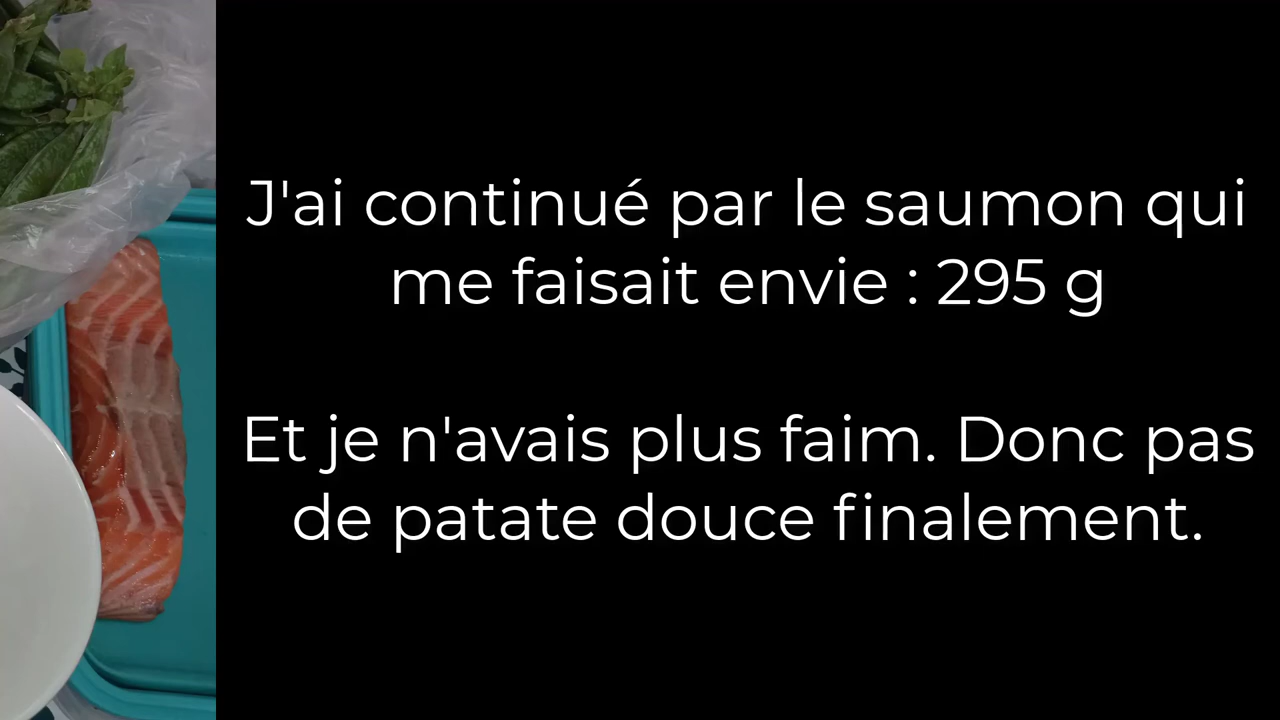 J'ai continué par le saumon qui
me faisait envie : 295 g
Et je n'avais plus faim. Donc pas
de patate douce finalement.